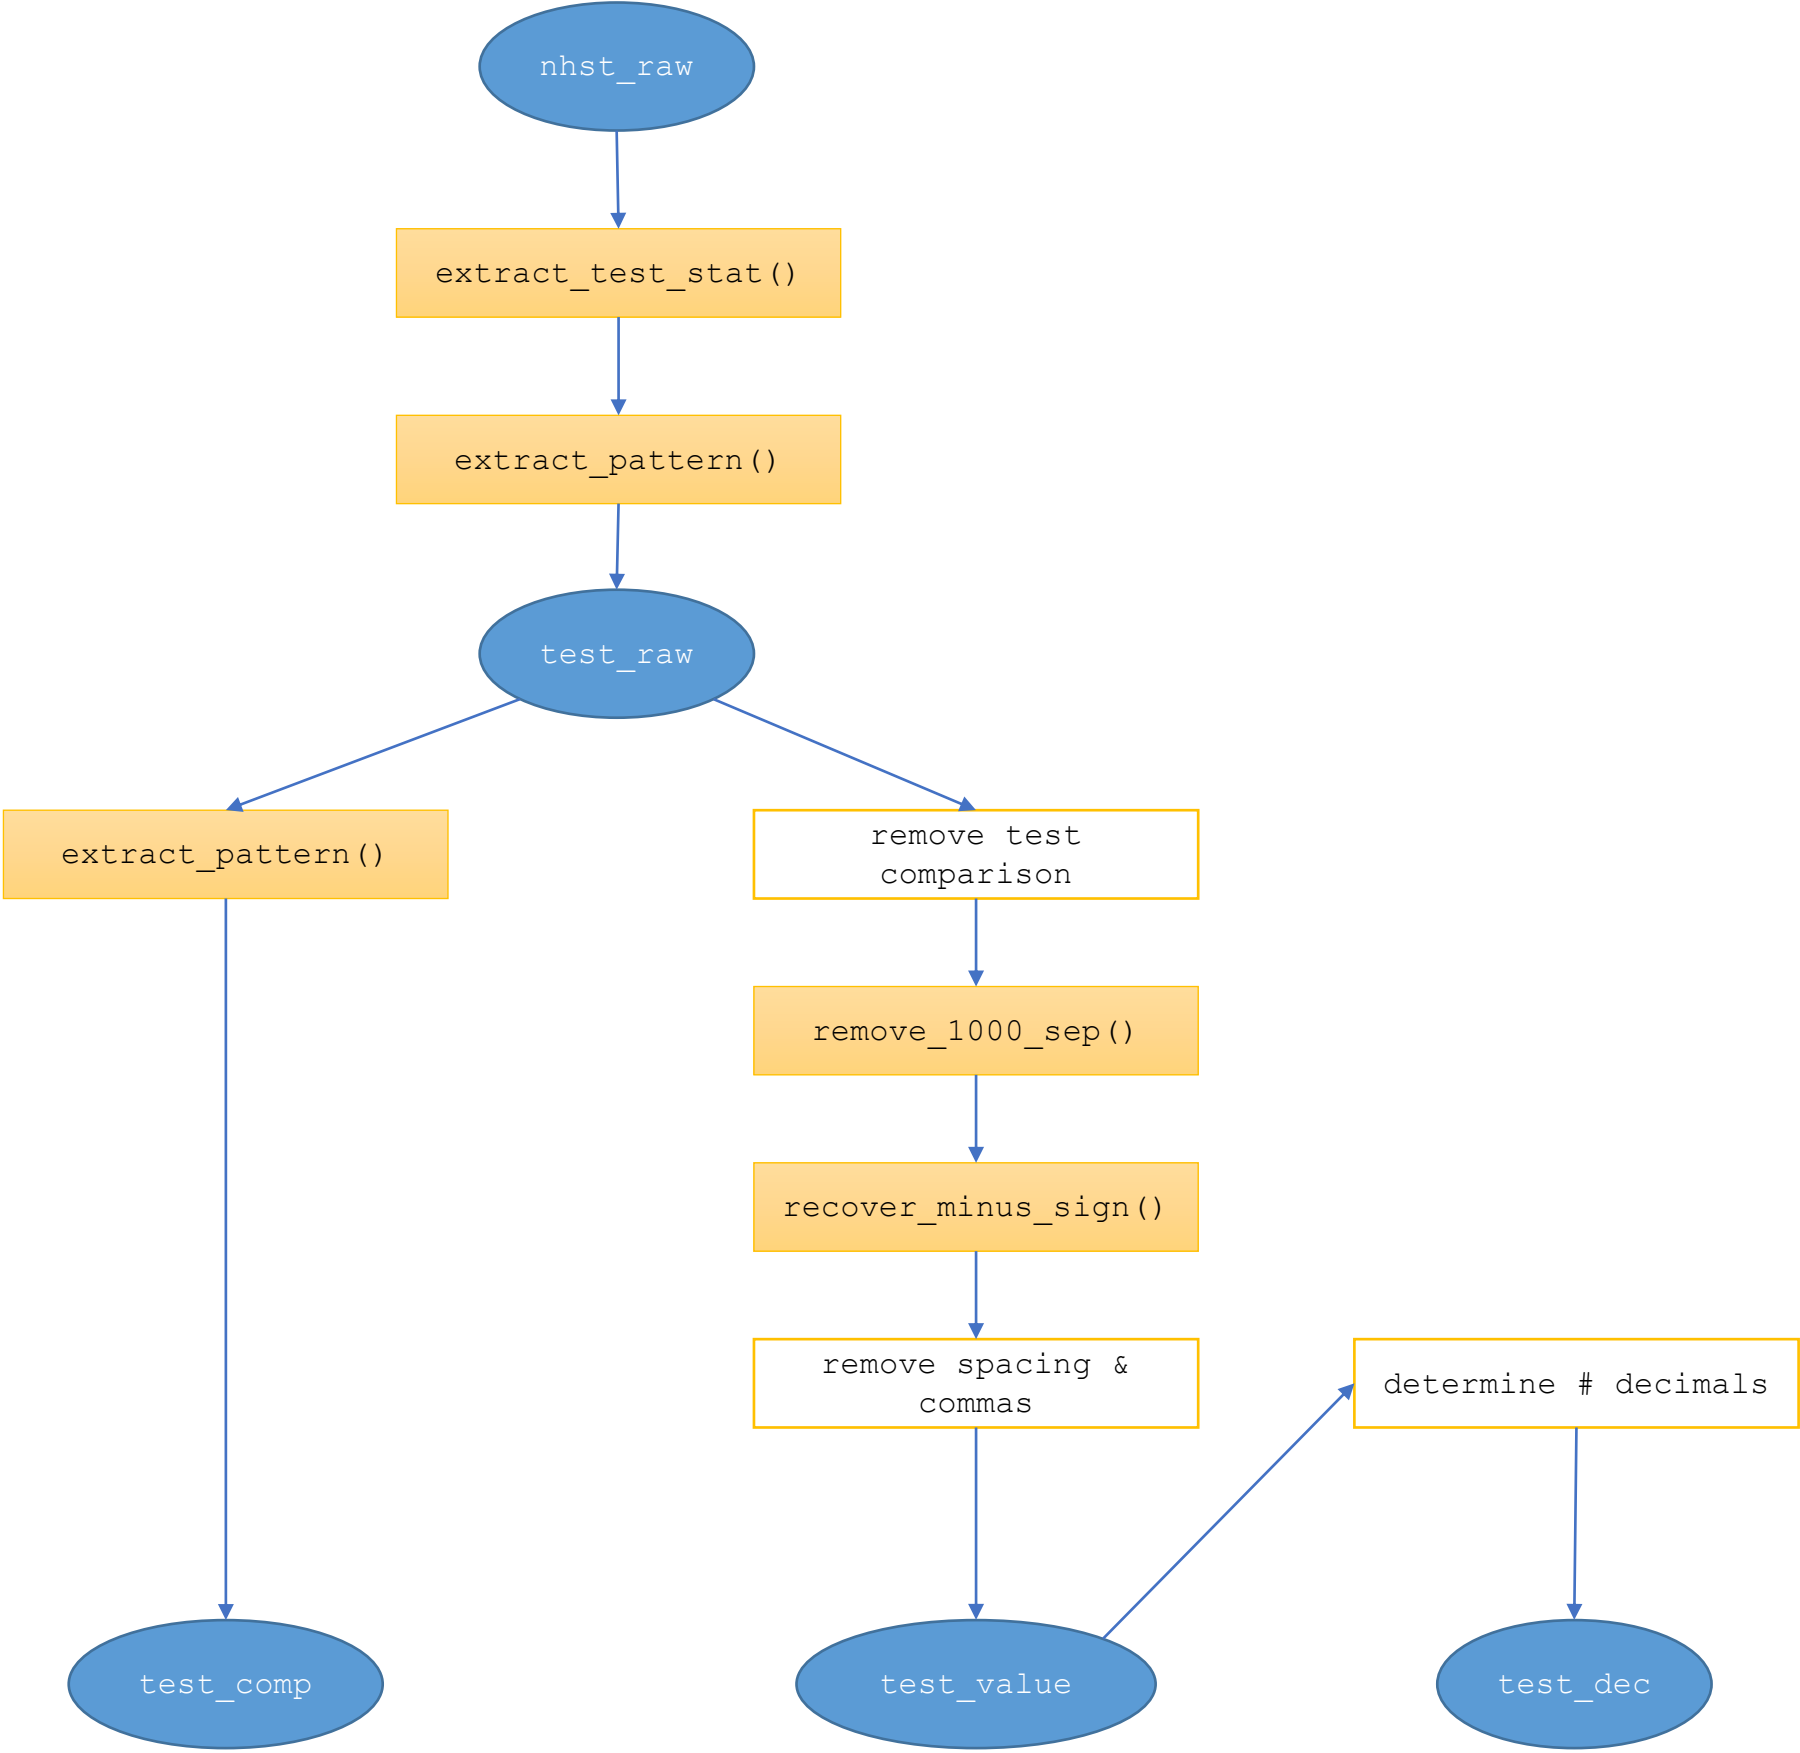 nhst_raw
extract_test_stat()
extract_pattern()
test_raw
extract_pattern()
remove test
comparison
remove_1000_sep()
recover_minus_sign()
remove spacing &
commas
determine # decimals
test_comp
test_value
test_dec